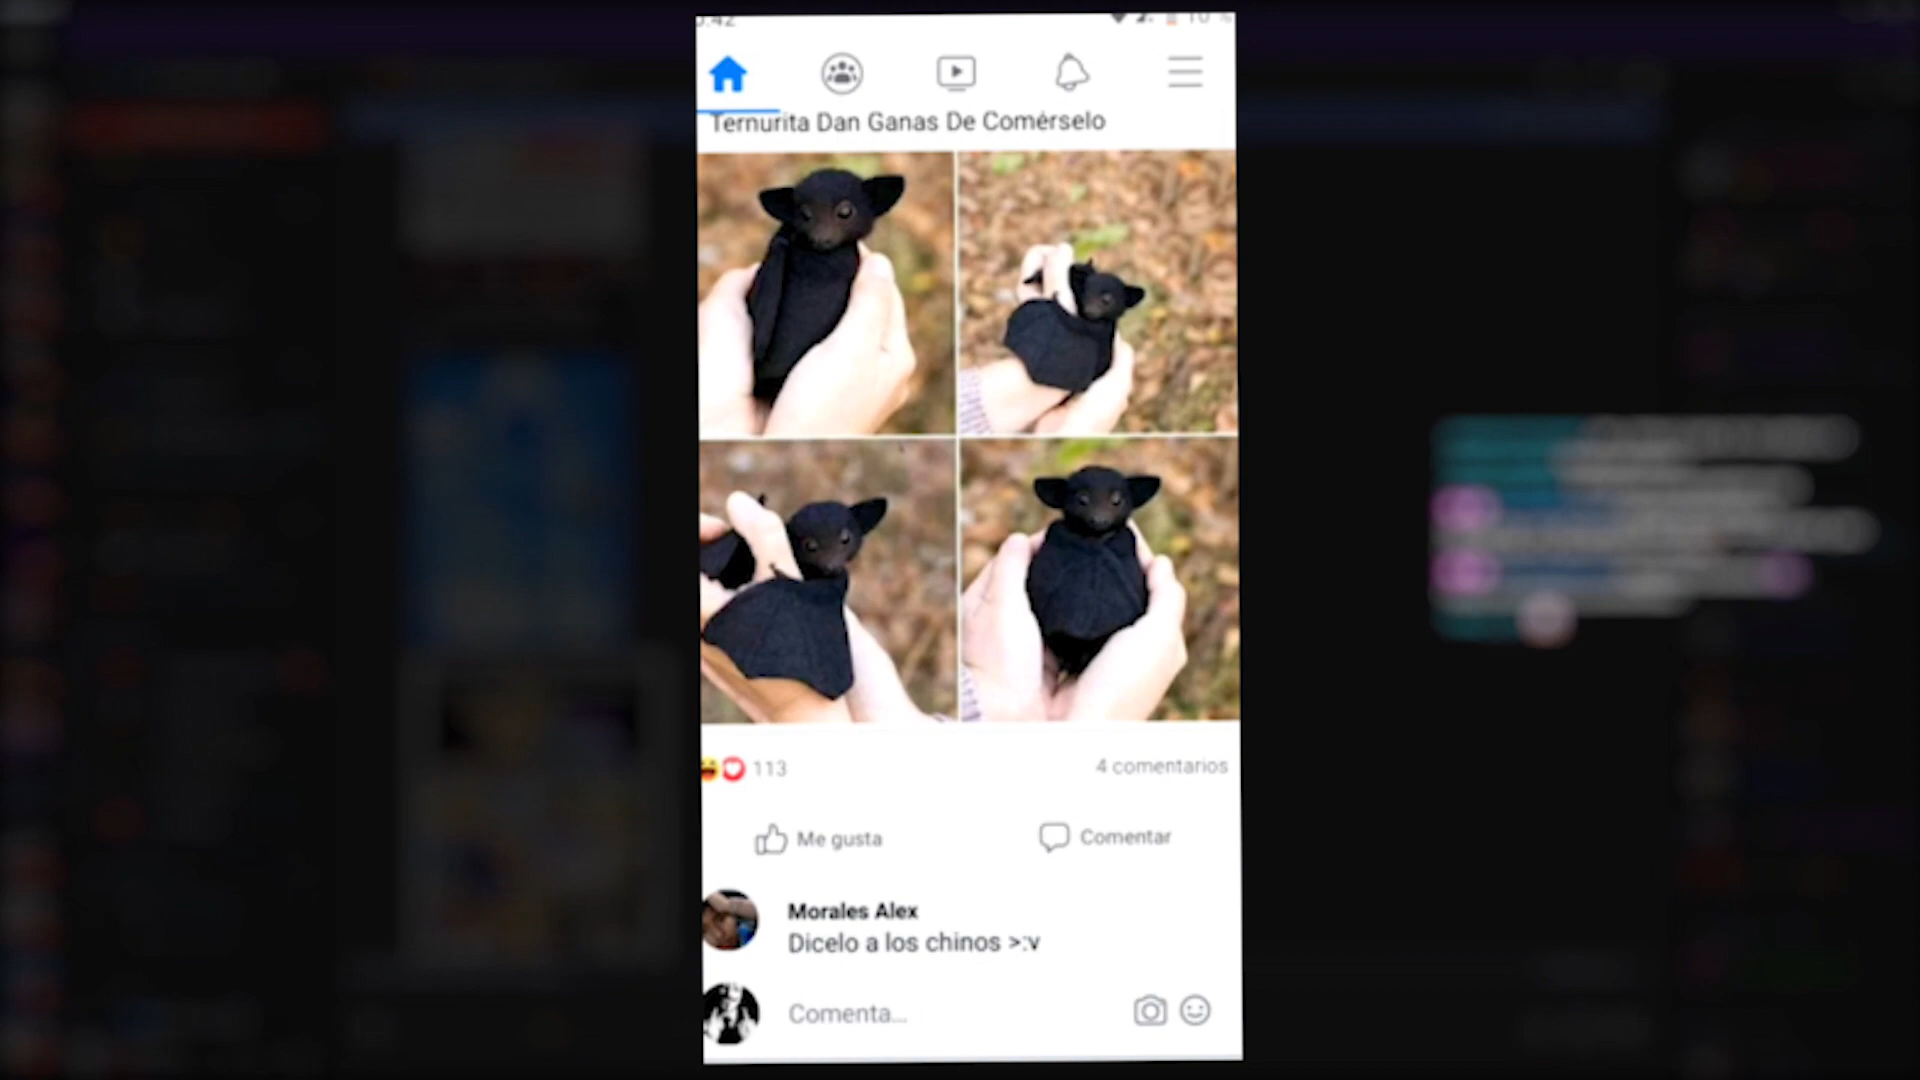 Ternurita Dan Ganas De Comérselo
113
4 comentarios
Me gusta
Comentar
Morales Alex
Dicelo a los chinos >:v
Comenta...